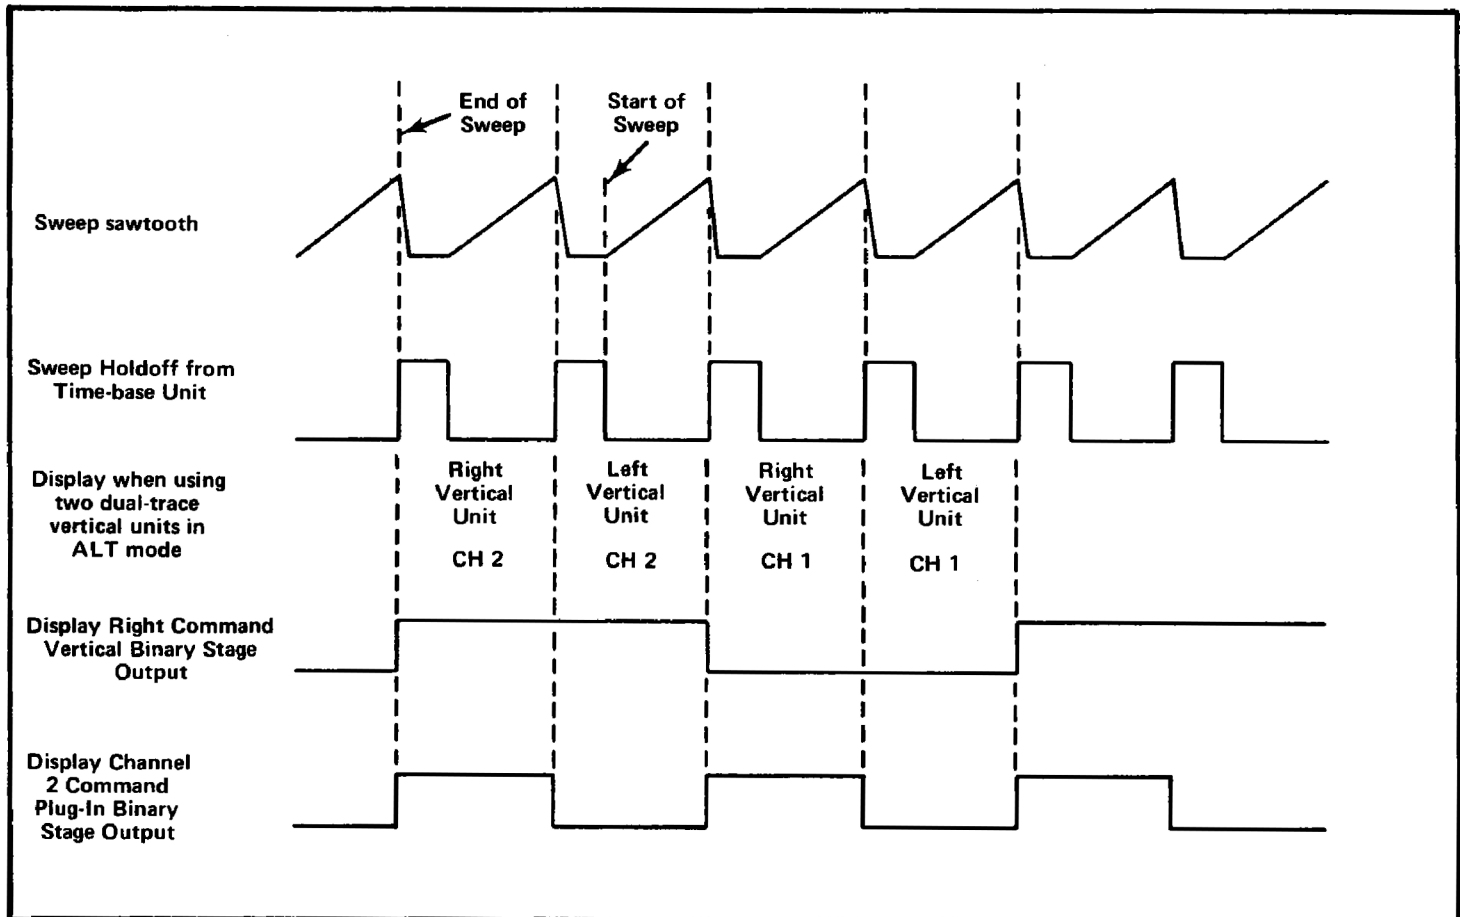 End of
Sweep
Start of
Sweep
Sweep sawtooth
Sweep Holdoff from
Time-base Unit
Display when using
two dual-trace
vertical units in
ALT mode
Right
Vertical
Unit
CH 2
Left
Vertical
Unit
CH 2
Right
Vertical
Unit
CH 1
Left
Vertical
Unit
CH 1
Display Right Command
Vertical Binary Stage
Output
Display Channel
2 Command
Plug-In Binary
Stage Output